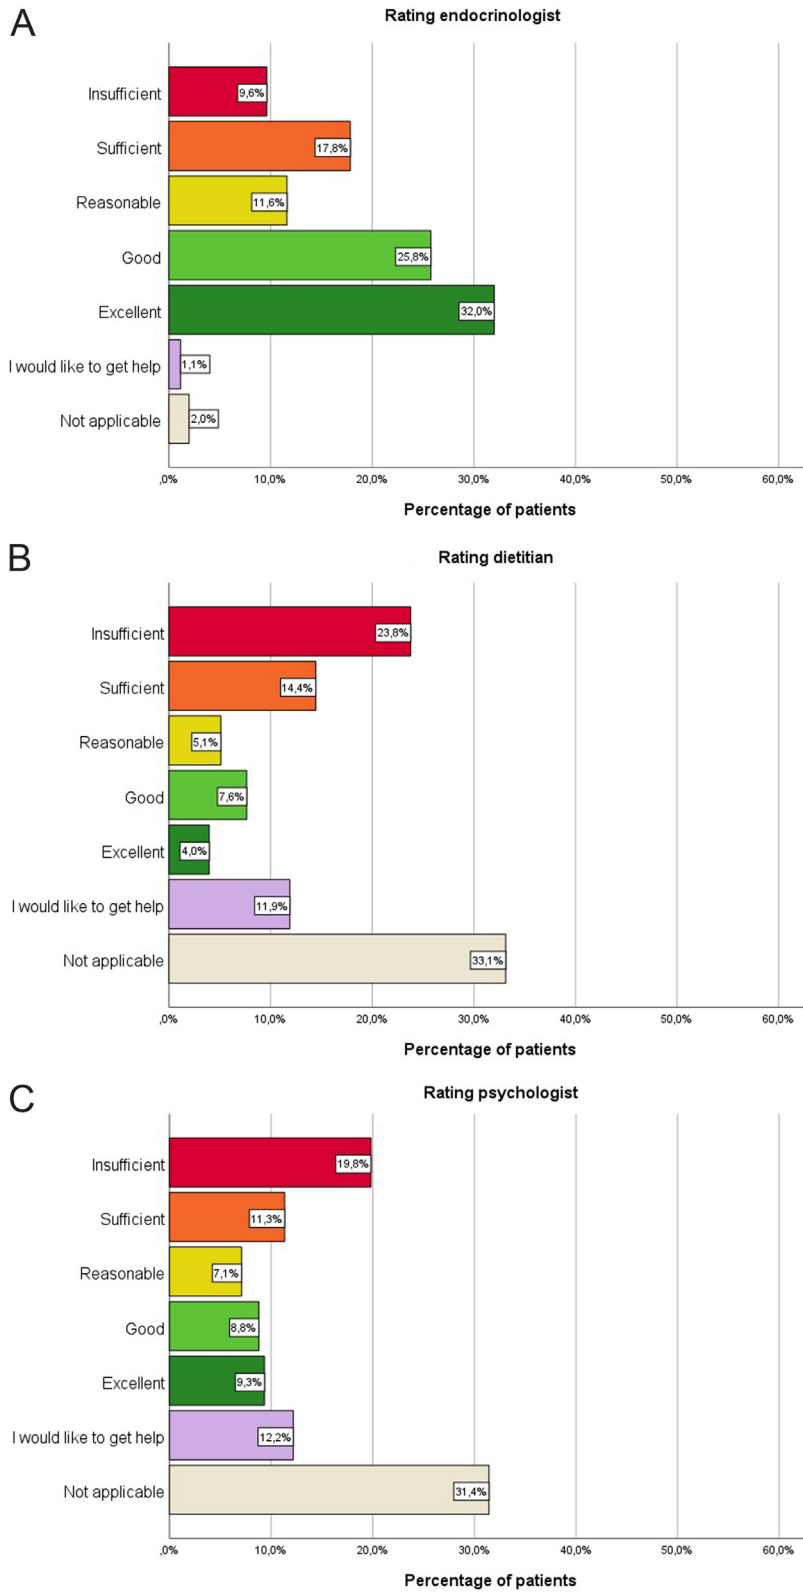 A
Rating endocrinologist
Insufficient 9,6%
Sufficient 17,8%
Reasonable 11,6%
Good 25,8%
Excellent 32,0%
I would like to get help 1,1%
Not applicable 2,0%
,0% 10,0% 20,0% 30,0% 40,0% 50,0% 60,0%
Percentage of patients
B
Rating dietitian
Insufficient 23,8%
Sufficient 14,4%
Reasonable 5,1%
Good 7,6%
Excellent 4,0%
I would like to get help 11,9%
Not applicable 33,1%
,0% 10,0% 20,0% 30,0% 40,0% 50,0% 60,0%
Percentage of patients
C
Rating psychologist
Insufficient 19,8%
Sufficient 11,3%
Reasonable 7,1%
Good 8,8%
Excellent 9,3%
I would like to get help 12,2%
Not applicable 31,4%
,0% 10,0% 20,0% 30,0% 40,0% 50,0% 60,0%
Percentage of patients